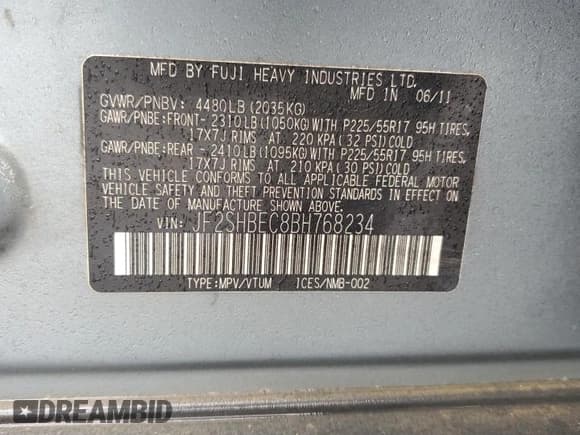 MFD BY FUJI HEAVY INDUSTRIES LTD.
MFD IN 06/11
GVWR/PNBV: 4480LB (2035KG)
GAWR/PNBE:FRONT- 2310LB(1050KG)WITH P225/55R17 95H TIRES,
17X7J RIMS AT 220 KPA( 32 PSI)COLD
GAWR/PNBE:REAR - 2410LB(1095KG)WITH P225/55R17 95H TIRES,
17X7J RIMS AT 210 KPA( 30 PSI)COLD
THIS VEHICLE CONFORMS TO ALL APPLICABLE FEDERAL MOTOR
VEHICLE SAFETY AND THEFT PREVENTION STANDARDS IN EFFECT ON
THE DATE OF MANUFACTURE SHOWN ABOVE.
VIN: JF2SHBEC8BH768234
TYPE:MPV/VTUM ICES/NMB-002
DREAMBID